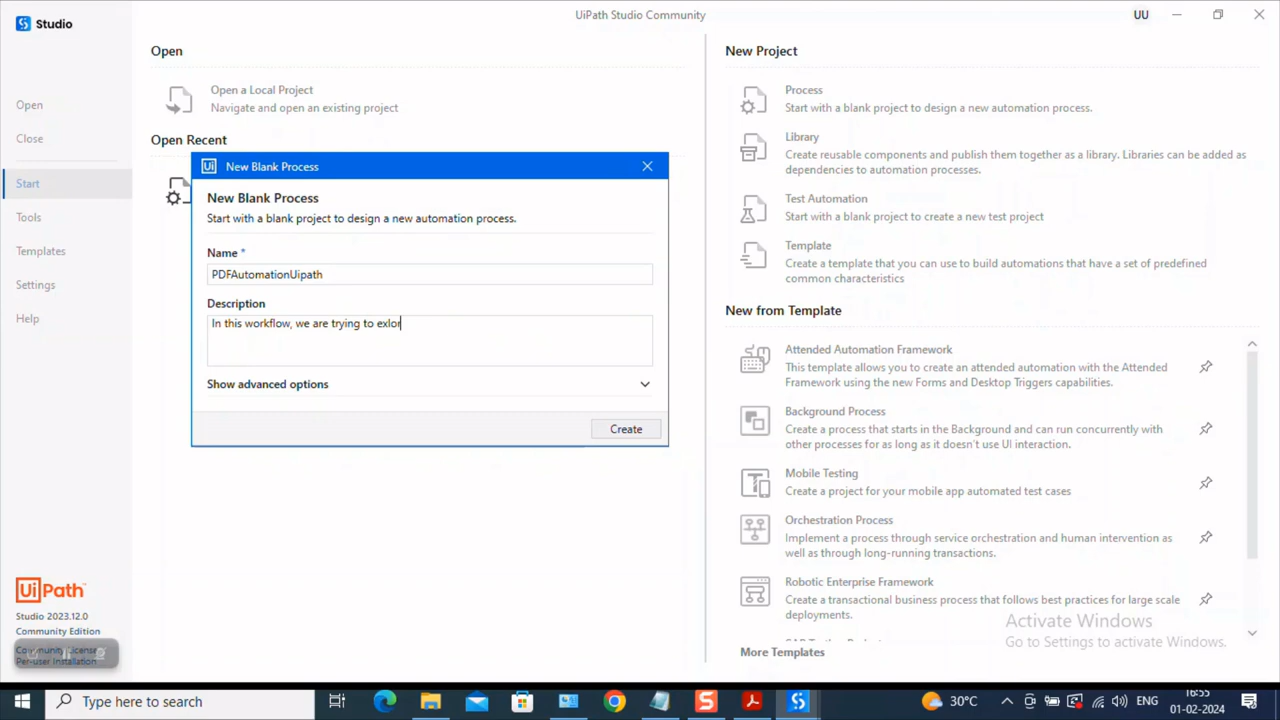 Studio
UiPath Studio Community
UU
Open
Close
Start
Tools
Templates
Settings
Help
UiPath
Studio 2023.12.0
Community Edition
Community License
Per-user Installation
Open
Open a Local Project
Navigate and open an existing project
Open Recent
Ui
New Blank Process
New Blank Process
Start with a blank project to design a new automation process.
Name *
PDFAutomationUipath
Description
In this workflow, we are trying to exlor
Show advanced options
Create
New Project
Process
Start with a blank project to design a new automation process.
Library
Create reusable components and publish them together as a library. Libraries can be added as
dependencies to automation processes.
Test Automation
Start with a blank project to create a new test project
Template
Create a template that you can use to build automations that have a set of predefined
common characteristics
New from Template
Attended Automation Framework
This template allows you to create an attended automation with the Attended
Framework using the new Forms and Desktop Triggers capabilities.
Background Process
Create a process that starts in the Background and can run concurrently with
other processes for as long as it doesn't use UI interaction.
Mobile Testing
Create a project for your mobile app automated test cases
Orchestration Process
Implement a process through service orchestration and human intervention as
well as through long-running transactions.
Robotic Enterprise Framework
Create a transactional business process that follows best practices for large scale
deployments.
More Templates
Activate Windows
Go to Settings to activate Windows.
Type here to search
30°C
ENG
16:55
01-02-2024